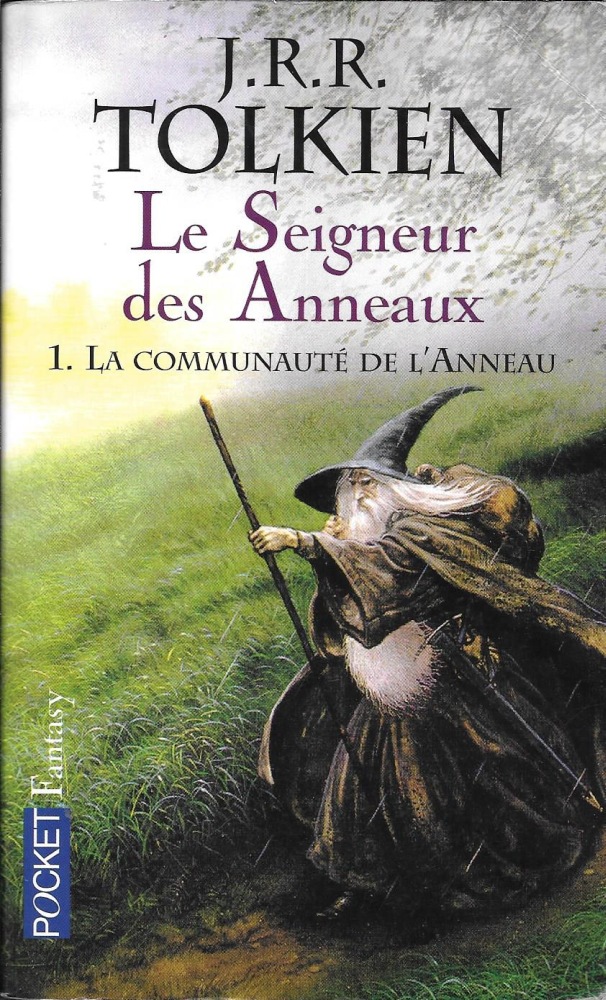 J.R.R.
TOLKIEN
Le Seigneur
des Anneaux
1. La communauté de l'Anneau
POCKET Fantasy